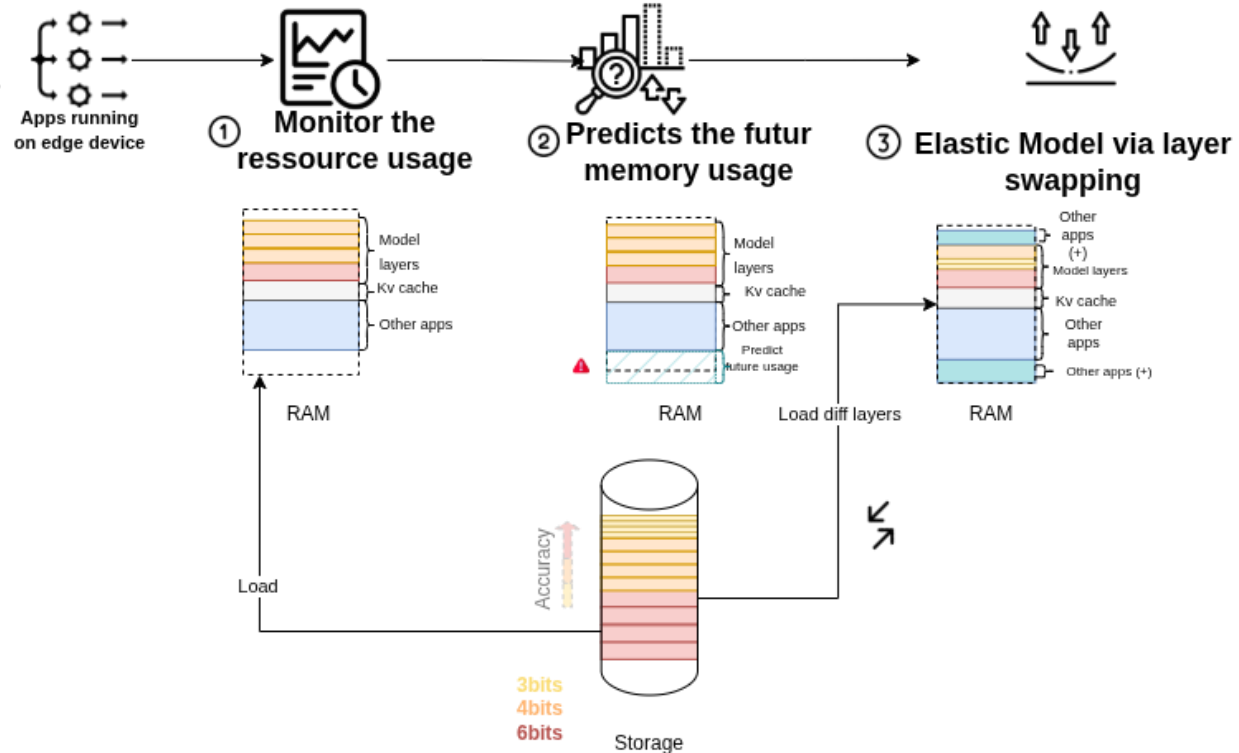 Apps running
on edge device
①
Monitor the
ressource usage
②
?
Predicts the futur
memory usage
③
Elastic Model via layer
swapping
Model
layers
Kv cache
Other apps
RAM
Model
layers
Kv cache
Other apps
Predict
future usage
!
RAM
Other
apps
(+)
Model layers
Kv cache
Other
apps
Other apps (+)
RAM
Load diff layers
Load
Accuracy
3bits
4bits
6bits
Storage